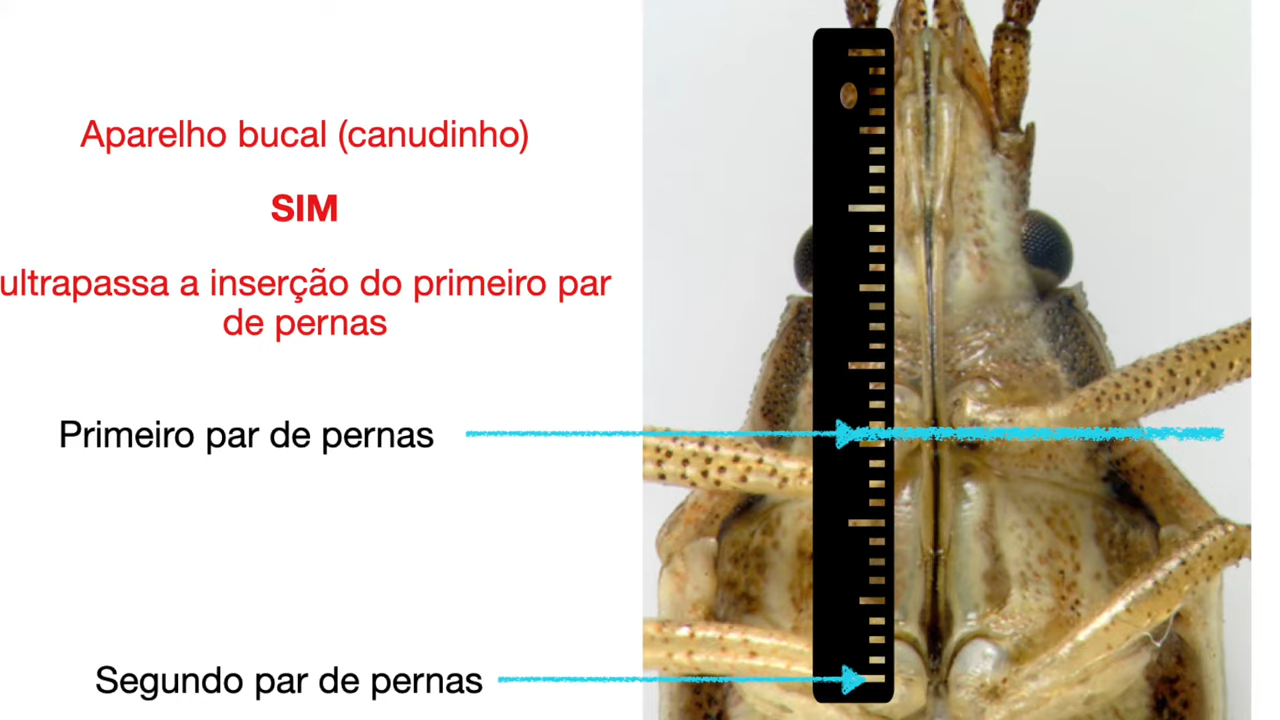 Aparelho bucal (canudinho)
SIM
ultrapassa a inserção do primeiro par
de pernas
Primeiro par de pernas
Segundo par de pernas